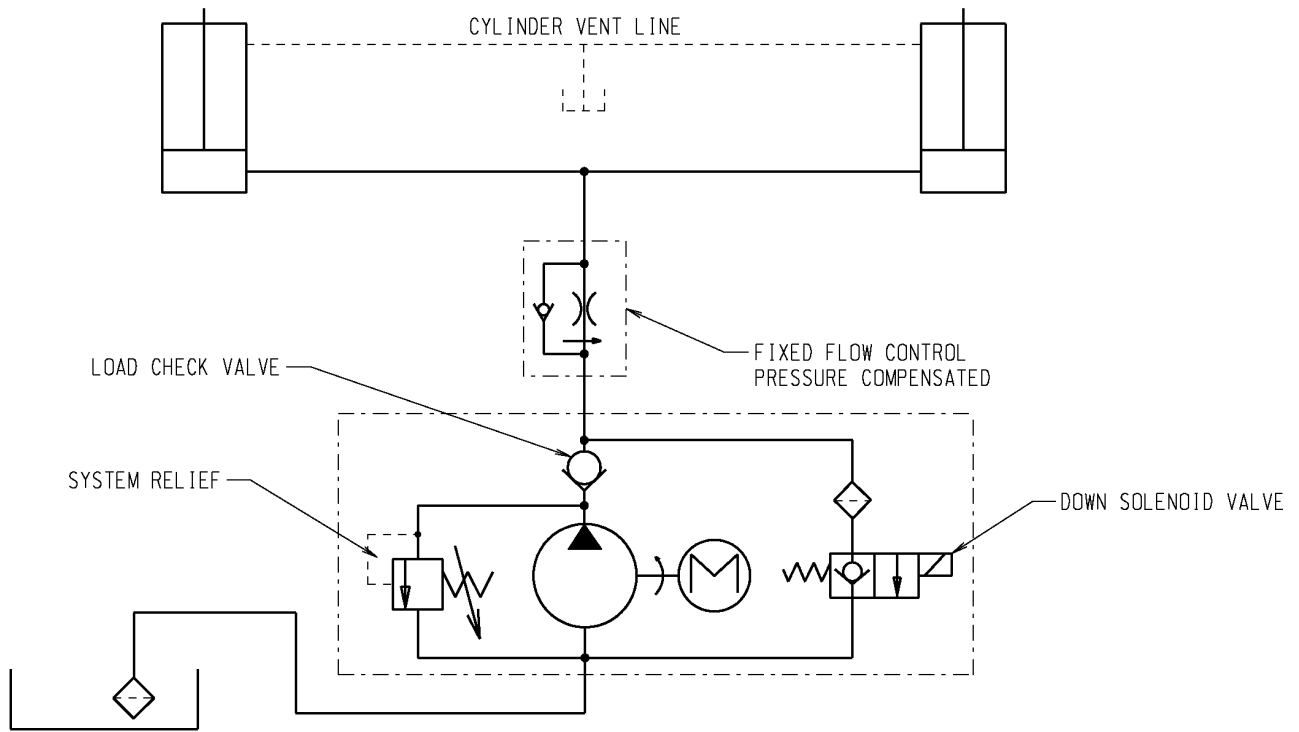 CYLINDER VENT LINE
FIXED FLOW CONTROL
PRESSURE COMPENSATED
LOAD CHECK VALVE
SYSTEM RELIEF
DOWN SOLENOID VALVE
M